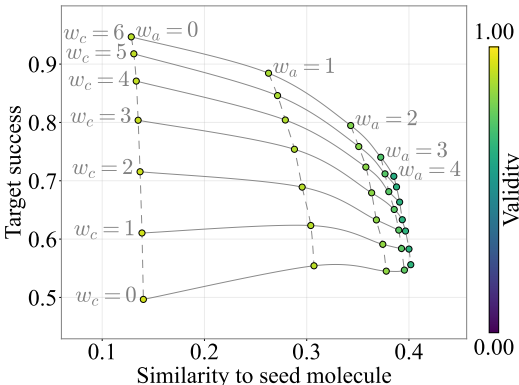 1.00
w_c = 6 w_a = 0
w_c = 5
w_c = 4
w_c = 3
w_c = 2
w_c = 1
w_c = 0
w_a = 1
w_a = 2
w_a = 3
w_a = 4
0.9
0.8
0.7
0.6
0.5
Target success
0.1 0.2 0.3 0.4
Similarity to seed molecule
Validity
0.00